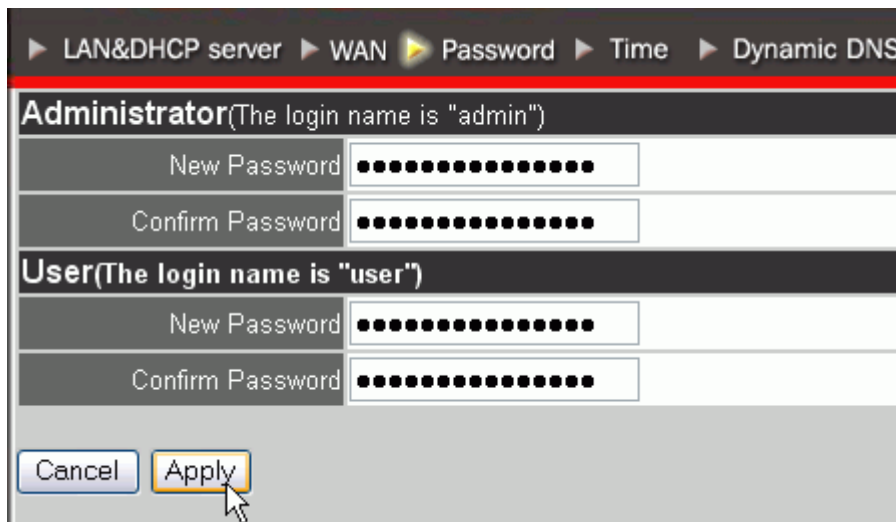 LAN&DHCP server WAN Password Time Dynamic DNS
Administrator(The login name is "admin")
New Password ●●●●●●●●●●●●●●●
Confirm Password ●●●●●●●●●●●●●●●
User(The login name is "user")
New Password ●●●●●●●●●●●●●●●
Confirm Password ●●●●●●●●●●●●●●●
Cancel Apply